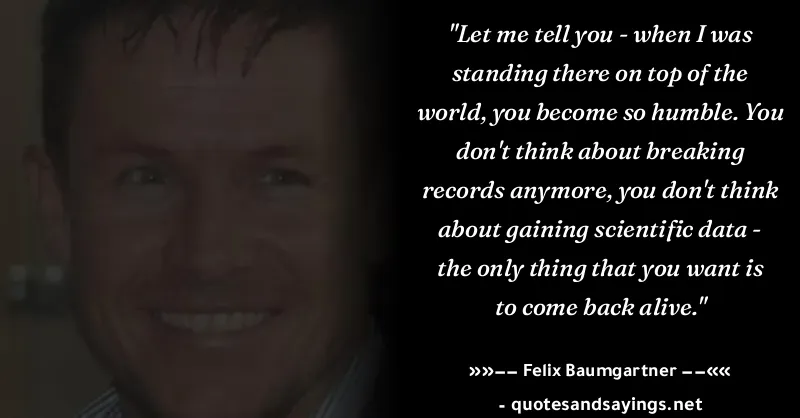 "Let me tell you - when I was
standing there on top of the
world, you become so humble. You
don't think about breaking
records anymore, you don't think
about gaining scientific data -
the only thing that you want is
to come back alive."
»»−− Felix Baumgartner −−««
- quotesandsayings.net